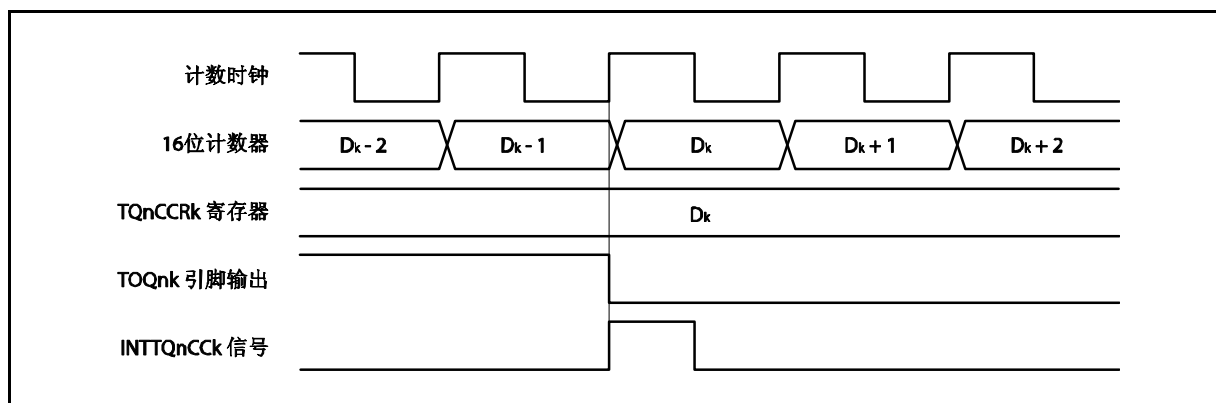 计数时钟
16位计数器 Dk - 2 Dk - 1 Dk Dk + 1 Dk + 2
TQnCCRk 寄存器 Dk
TOQnk 引脚输出
INTTQnCCk 信号